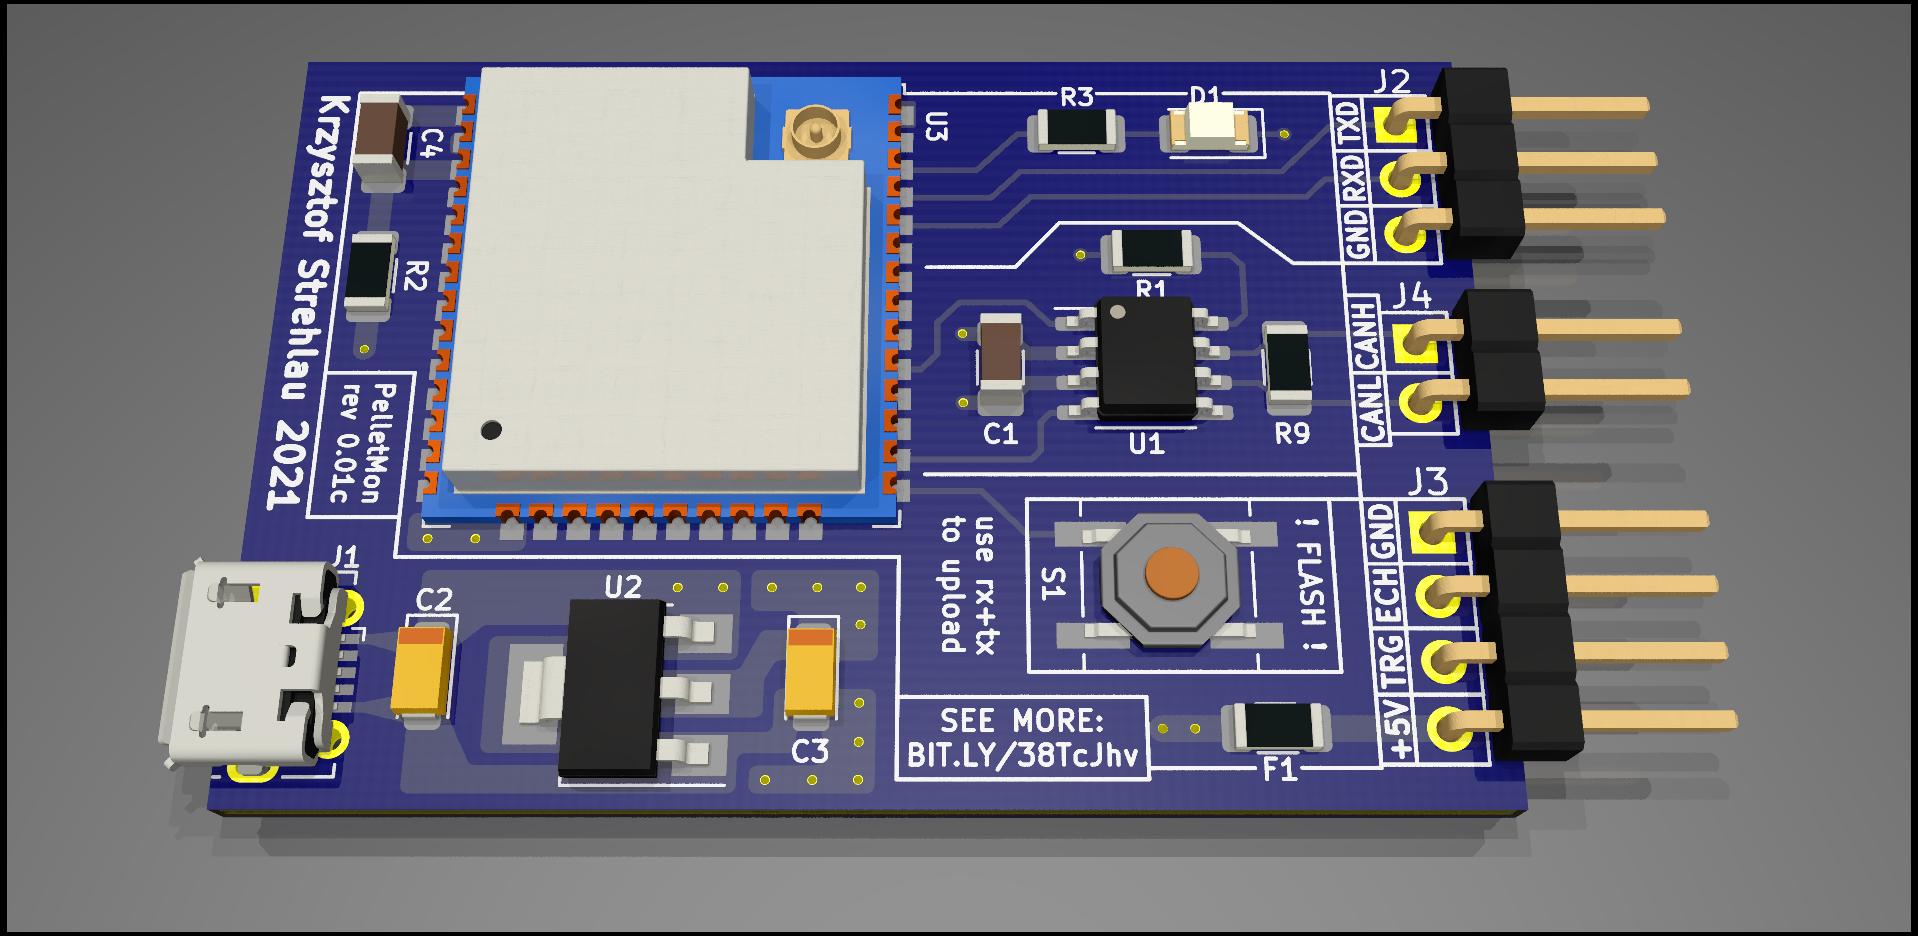 Krzysztof Strehlau 2021
PelletMon
rev 0.01c
C4
R2
U3
R3
D1
J2
TXD
RXD
GND
R1
C1
U1
R9
J4
CANH
CANL
J3
GND
ECH
TRG
+5V
use rx+tx
to upload
S1
! FLASH !
J1
C2
U2
C3
SEE MORE:
BIT.LY/38TcJhv
F1